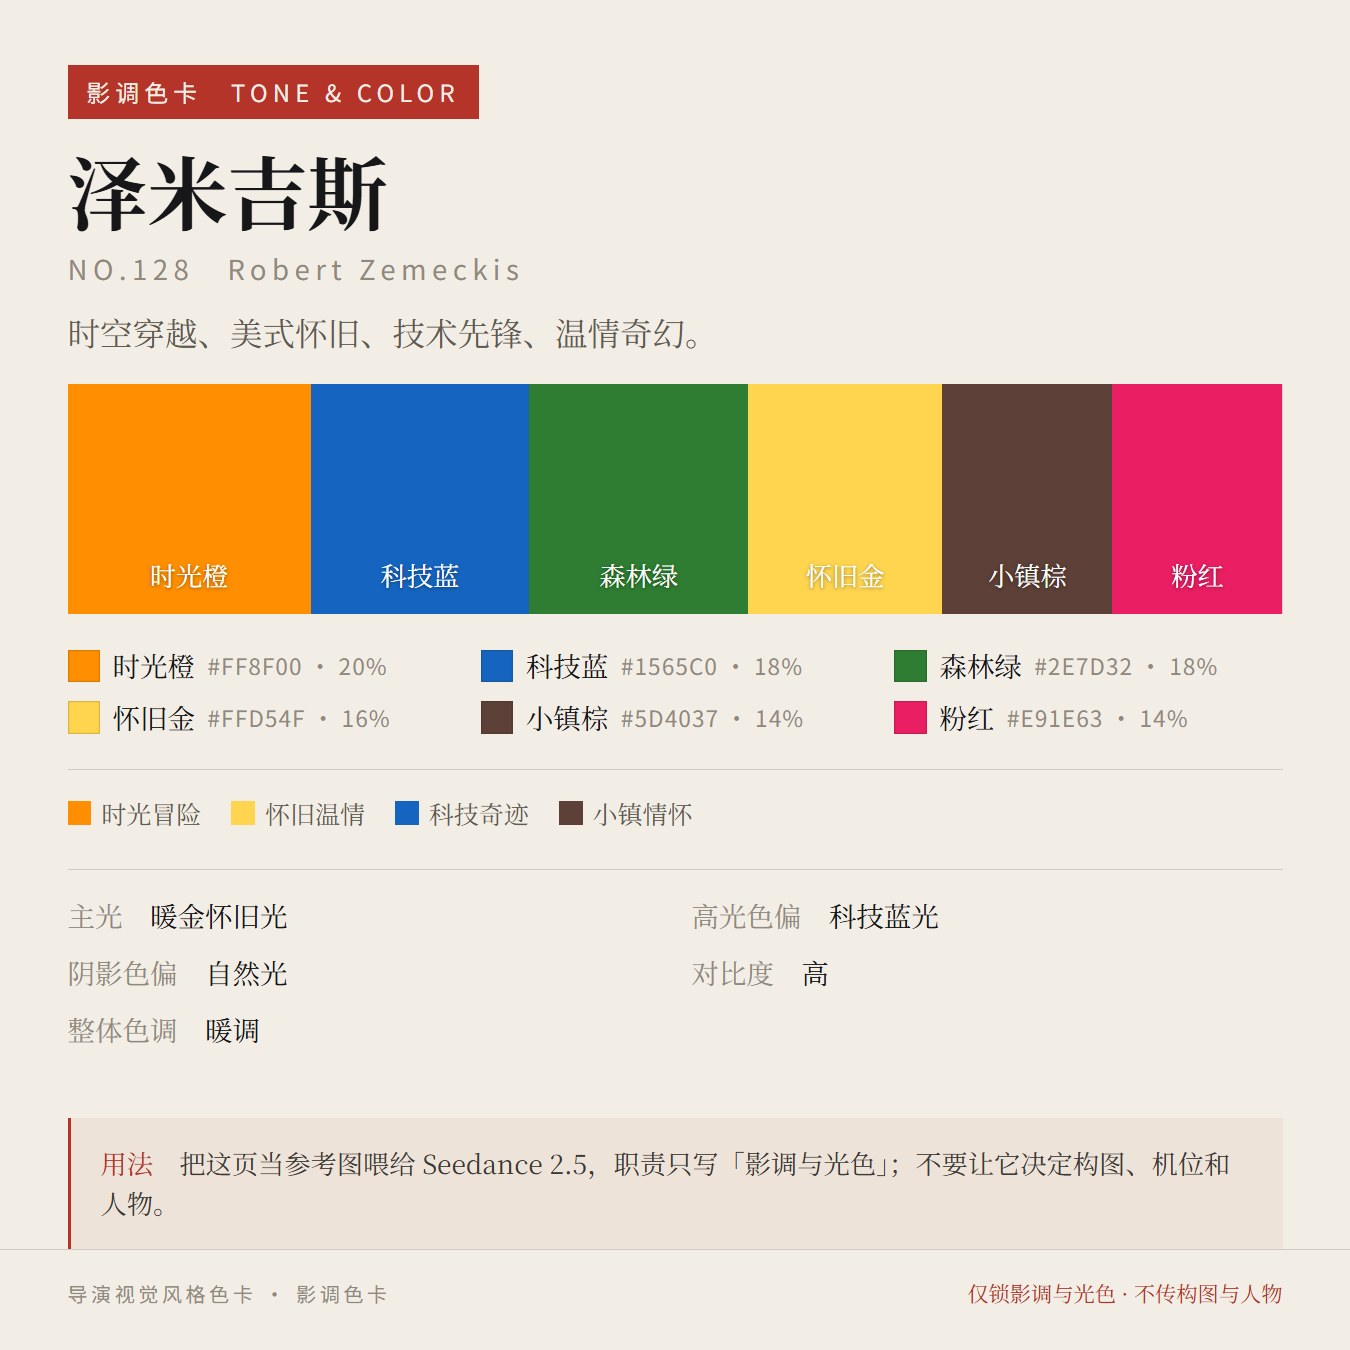 影调色卡 TONE & COLOR
泽米吉斯
NO.128 Robert Zemeckis
时空穿越、美式怀旧、技术先锋、温情奇幻。
时光橙 科技蓝 森林绿 怀旧金 小镇棕 粉红
时光橙 #FF8F00 • 20% 科技蓝 #1565C0 • 18% 森林绿 #2E7D32 • 18%
怀旧金 #FFD54F • 16% 小镇棕 #5D4037 • 14% 粉红 #E91E63 • 14%
时光冒险 怀旧温情 科技奇迹 小镇情怀
主光 暖金怀旧光 高光色偏 科技蓝光
阴影色偏 自然光 对比度 高
整体色调 暖调
用法 把这页当参考图喂给 Seedance 2.5，职责只写「影调与光色」；不要让它决定构图、机位和
人物。
导演视觉风格色卡 • 影调色卡 仅锁影调与光色 · 不传构图与人物